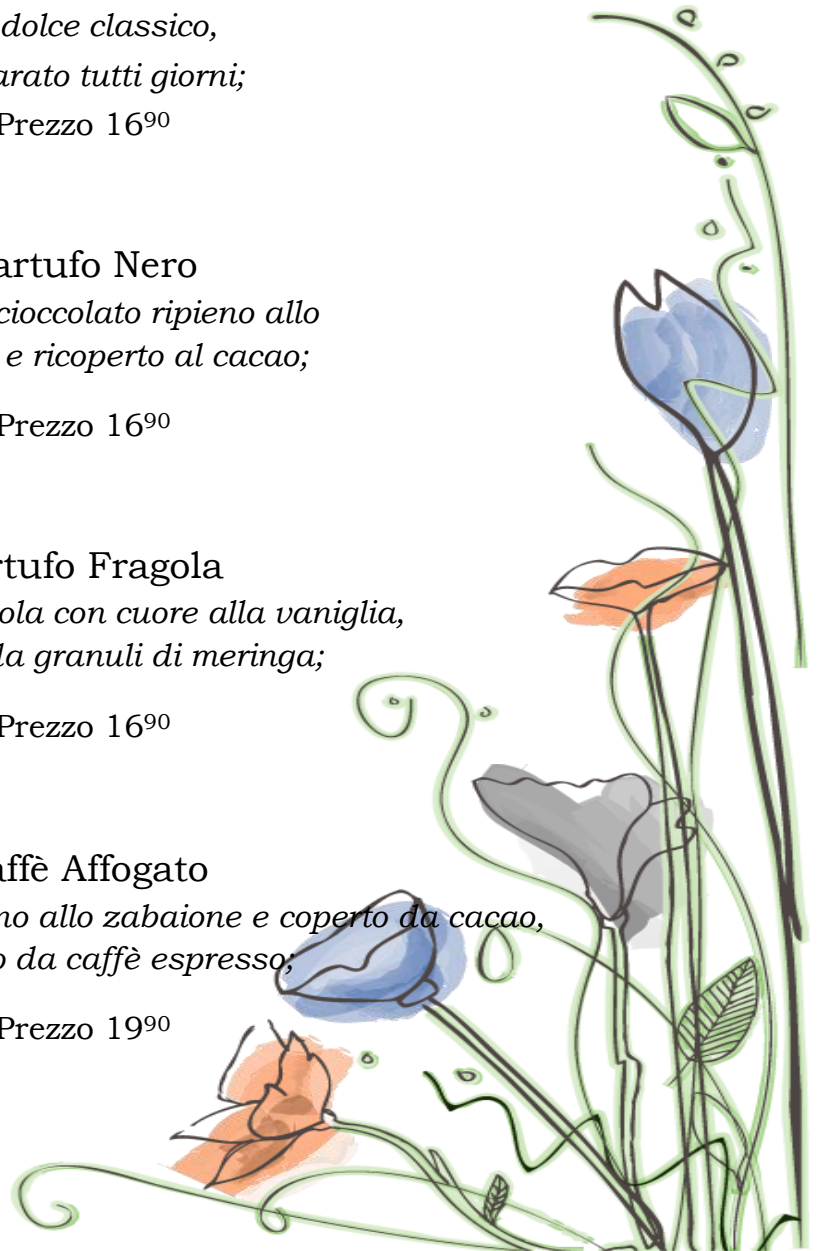 dolce classico,
arato tutti giorni;
Prezzo 16⁹⁰
artufo Nero
cioccolato ripieno allo
e ricoperto al cacao;
Prezzo 16⁹⁰
rtufo Fragola
ola con cuore alla vaniglia,
la granuli di meringa;
Prezzo 16⁹⁰
affè Affogato
no allo zabaione e coperto da cacao,
o da caffè espresso;
Prezzo 19⁹⁰